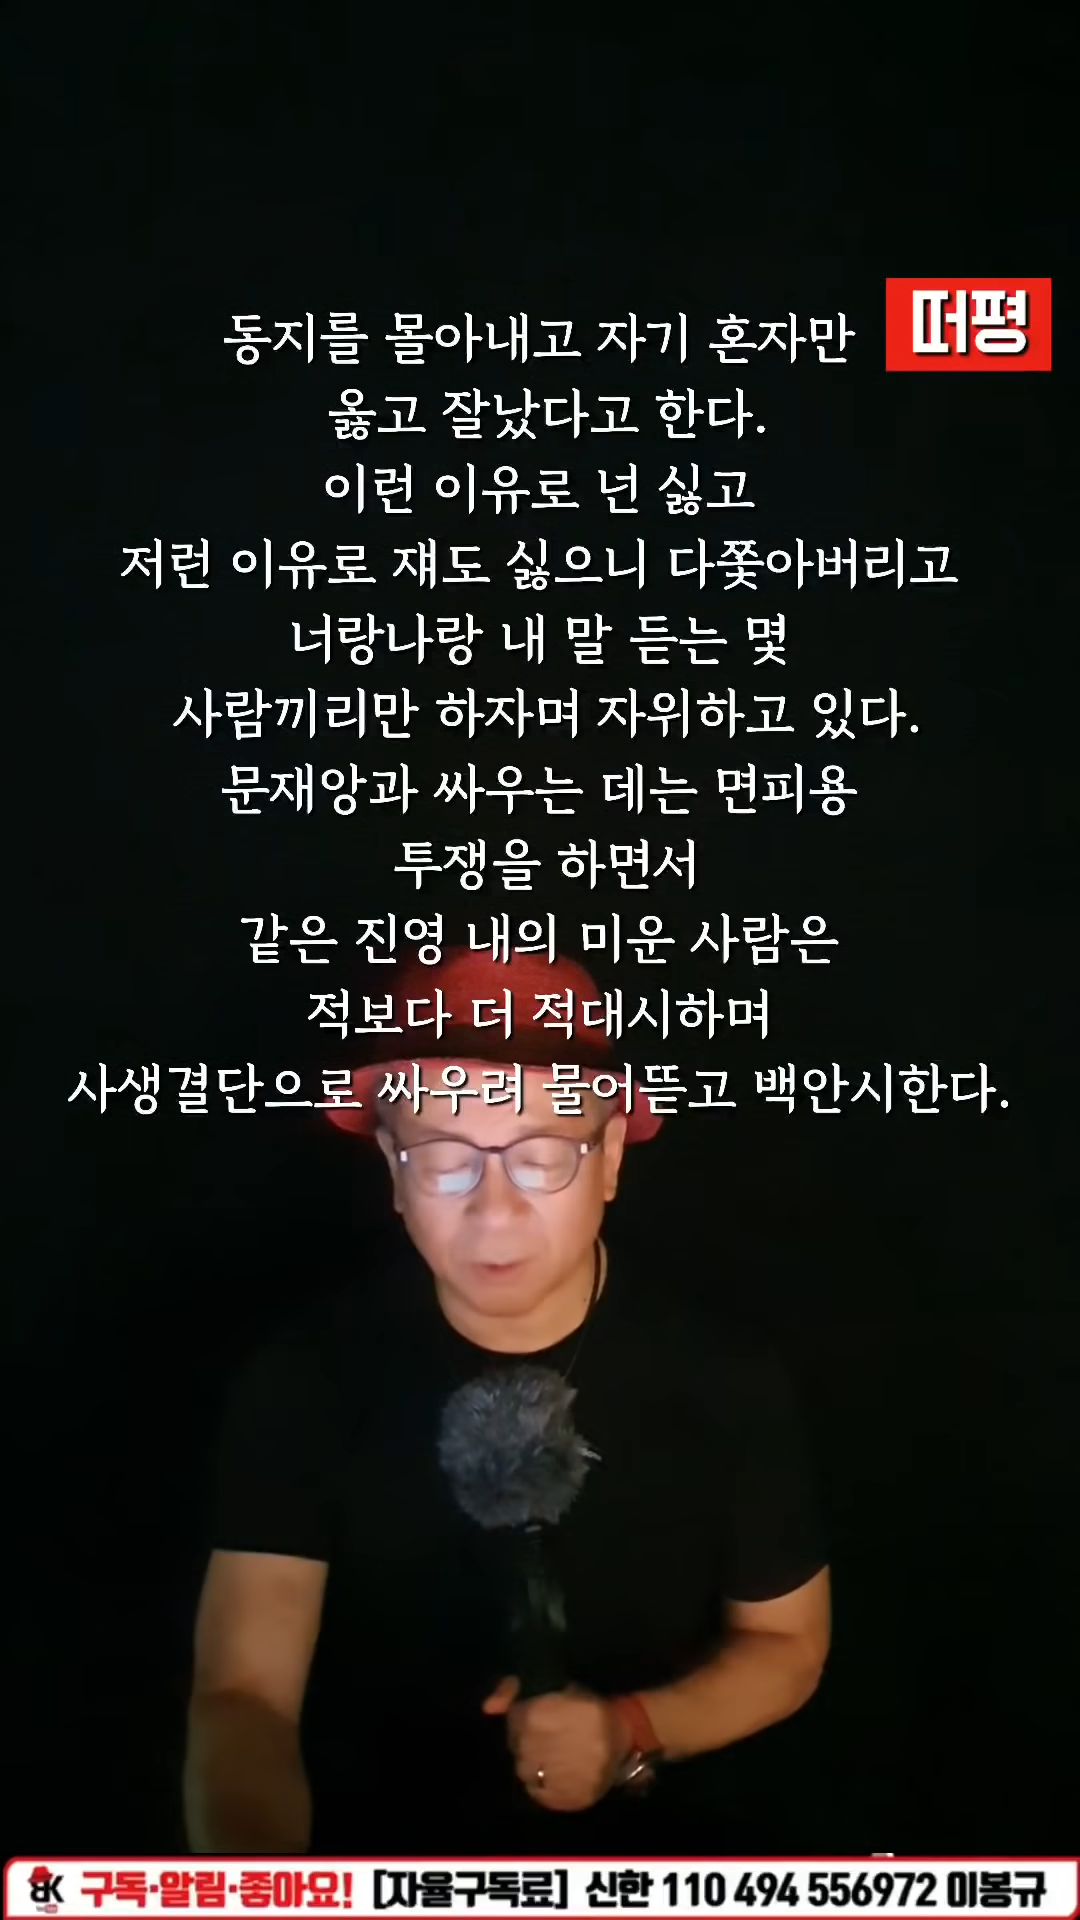 떠평
동지를 몰아내고 자기 혼자만
옳고 잘났다고 한다.
이런 이유로 넌 싫고
저런 이유로 쟤도 싫으니 다쫓아버리고
너랑나랑 내 말 듣는 몇
사람끼리만 하자며 자위하고 있다.
문재앙과 싸우는 데는 면피용
투쟁을 하면서
같은 진영 내의 미운 사람은
적보다 더 적대시하며
사생결단으로 싸우려 물어뜯고 백안시한다.
BK 구독·알림·좋아요! [자율구독료] 신한 110 494 556972 이봉규